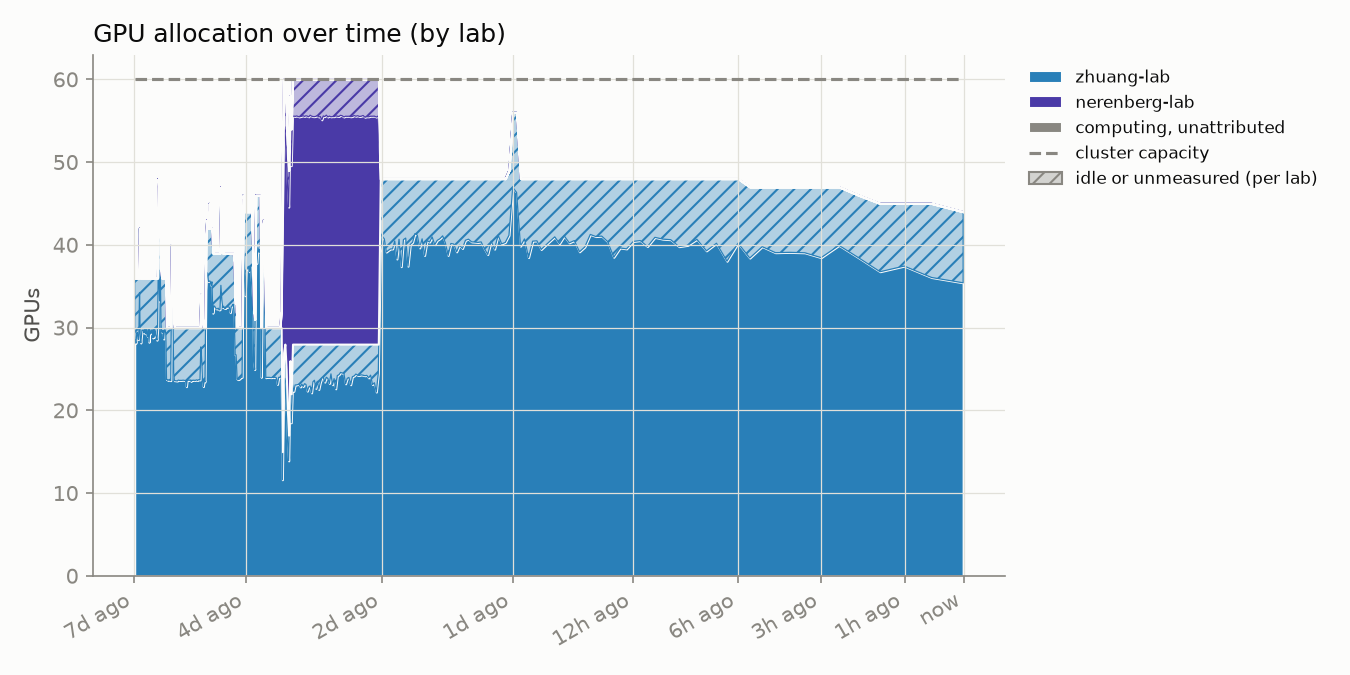 GPU allocation over time (by lab)
GPUs
60
50
40
30
20
10
0
7d ago
4d ago
2d ago
1d ago
12h ago
6h ago
3h ago
1h ago
now
zhuang-lab
nerenberg-lab
computing, unattributed
cluster capacity
idle or unmeasured (per lab)